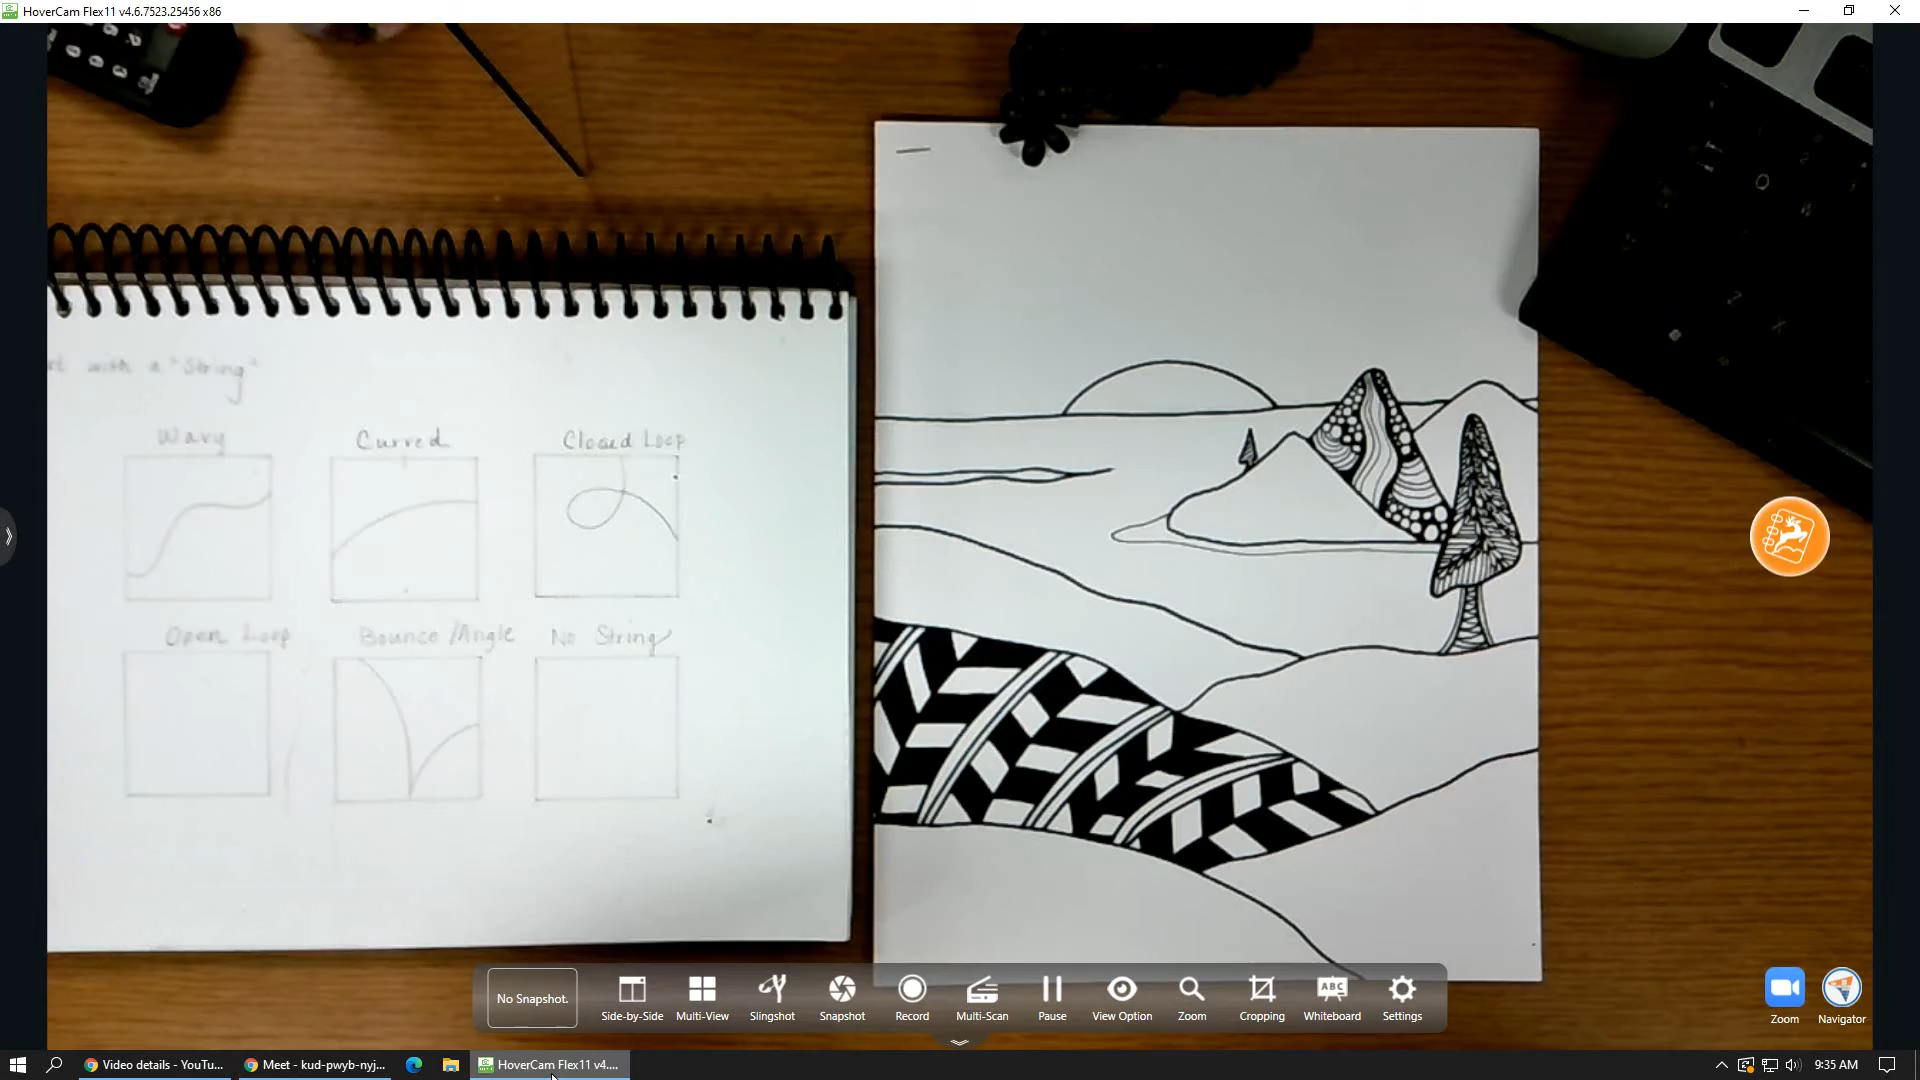 HoverCam Flex11 v4.6.7523.25456 x86
with a "String"
Wavy
Curved
Closed Loop
Open Loop
Bounce/Angle
No String
No Snapshot.
Side-by-Side
Multi-View
Slingshot
Snapshot
Record
Multi-Scan
Pause
View Option
Zoom
Cropping
ABC
Whiteboard
Settings
Zoom
Navigator
Video details - YouTu...
Meet - kud-pwyb-nyj...
HoverCam Flex11 v4....
9:35 AM